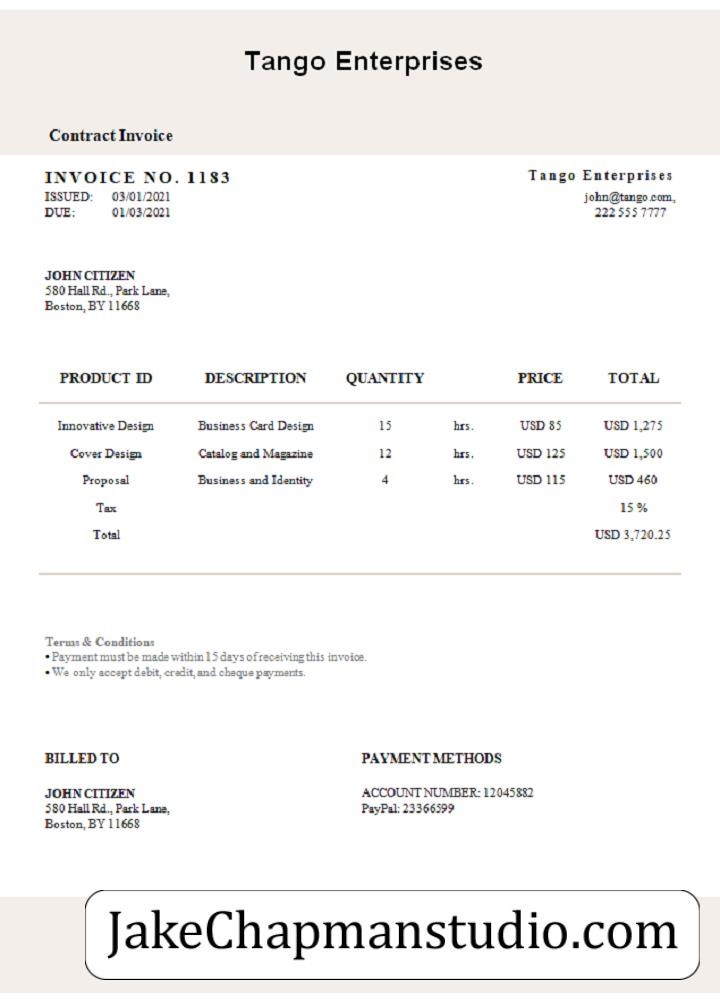 Tango Enterprises
Contract Invoice
INVOICE NO. 1183
ISSUED: 03/01/2021
DUE: 01/03/2021
Tango Enterprises
john@tango.com,
222 555 7777
JOHN CITIZEN
580 Hall Rd., Park Lane,
Boston, BY 11668
PRODUCT ID DESCRIPTION QUANTITY PRICE TOTAL
Innovative Design Business Card Design 15 hrs. USD 85 USD 1,275
Cover Design Catalog and Magazine 12 hrs. USD 125 USD 1,500
Proposal Business and Identity 4 hrs. USD 115 USD 460
Tax 15 %
Total USD 3,720.25
Terms & Conditions
• Payment must be made within 15 days of receiving this invoice.
• We only accept debit, credit, and cheque payments.
BILLED TO
JOHN CITIZEN
580 Hall Rd., Park Lane,
Boston, BY 11668
PAYMENT METHODS
ACCOUNT NUMBER: 12045882
PayPal: 23366599
JakeChapmanstudio.com